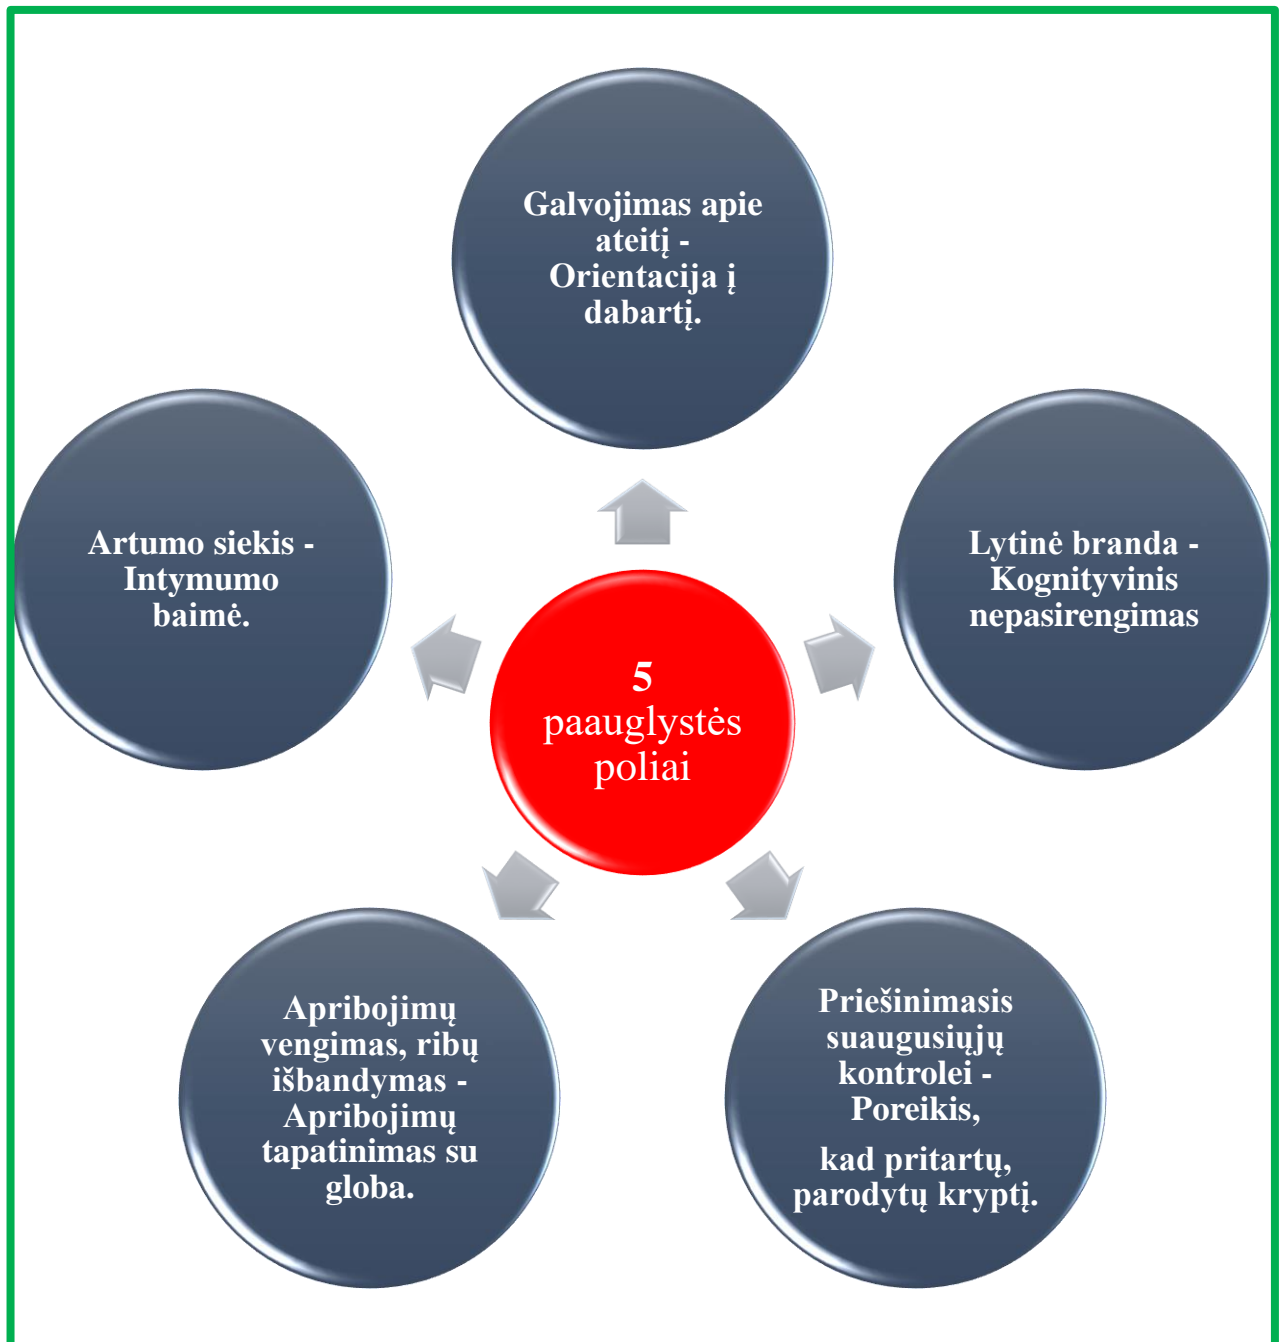 Galvojimas apie
ateitį -
Orientacija į
dabartį.
Artumo siekis -
Intymumo
baimė.
Lytinė branda -
Kognityvinis
nepasirengimas
5
paauglystės
poliai
Apribojimų
vengimas, ribų
išbandymas -
Apribojimų
tapatinimas su
globa.
Priešinimasis
suaugusiųjų
kontrolei -
Poreikis,
kad pritartų,
parodytų kryptį.